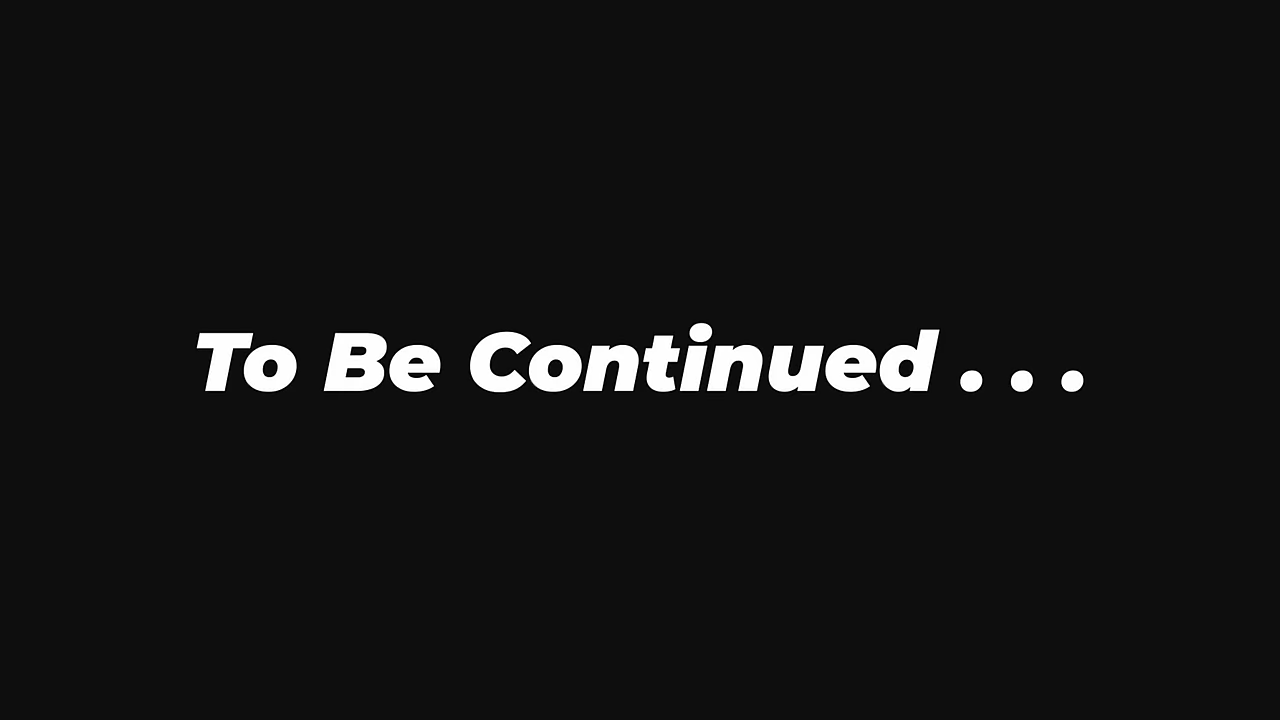 To Be Continued . . .